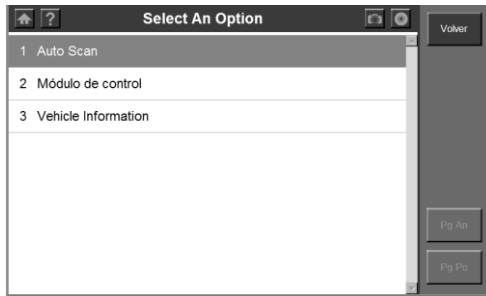 ? Select An Option
Volver
1 Auto Scan
2 Módulo de control
3 Vehicle Information
Pg An
Pg Po